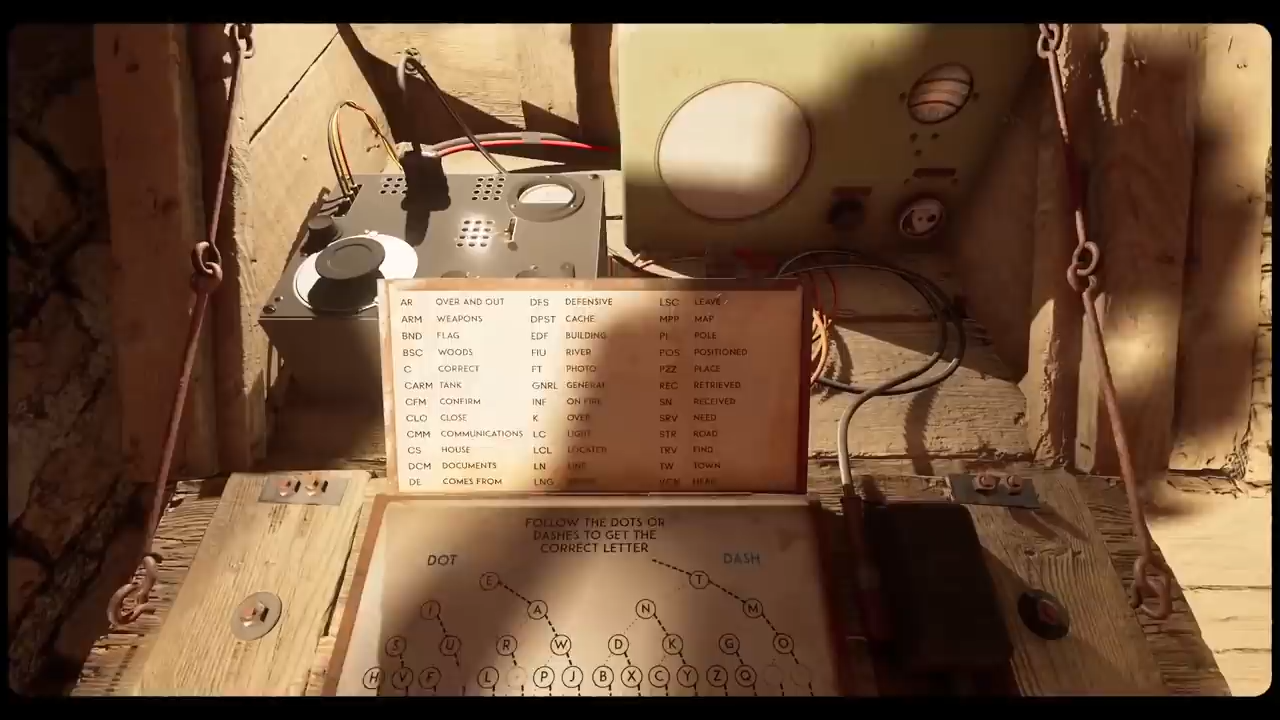 AR OVER AND OUT DFS DEFENSIVE LSC LEAVE
ARM WEAPONS DPST CACHE MPP MAP
BND FLAG EDF BUILDING PL POLE
BSC WOODS FIU RIVER POS POSITIONED
C CORRECT FT PHOTO PZZ PLACE
CARM TANK GNRL GENERAL REC RETRIEVED
CFM CONFIRM INF ON FIRE SN RECEIVED
CLO CLOSE K OVER SRV NEED
CMM COMMUNICATIONS LC LIGHT STR ROAD
CS HOUSE LCL LOCATED TRV FIND
DCM DOCUMENTS LN LINE TW TOWN
DE COMES FROM LNG VCN NEAR
FOLLOW THE DOTS OR
DASHES TO GET THE
CORRECT LETTER
DOT DASH
E T
I A N M
S U R W D K G O
H V F L P J B X C Y Z Q